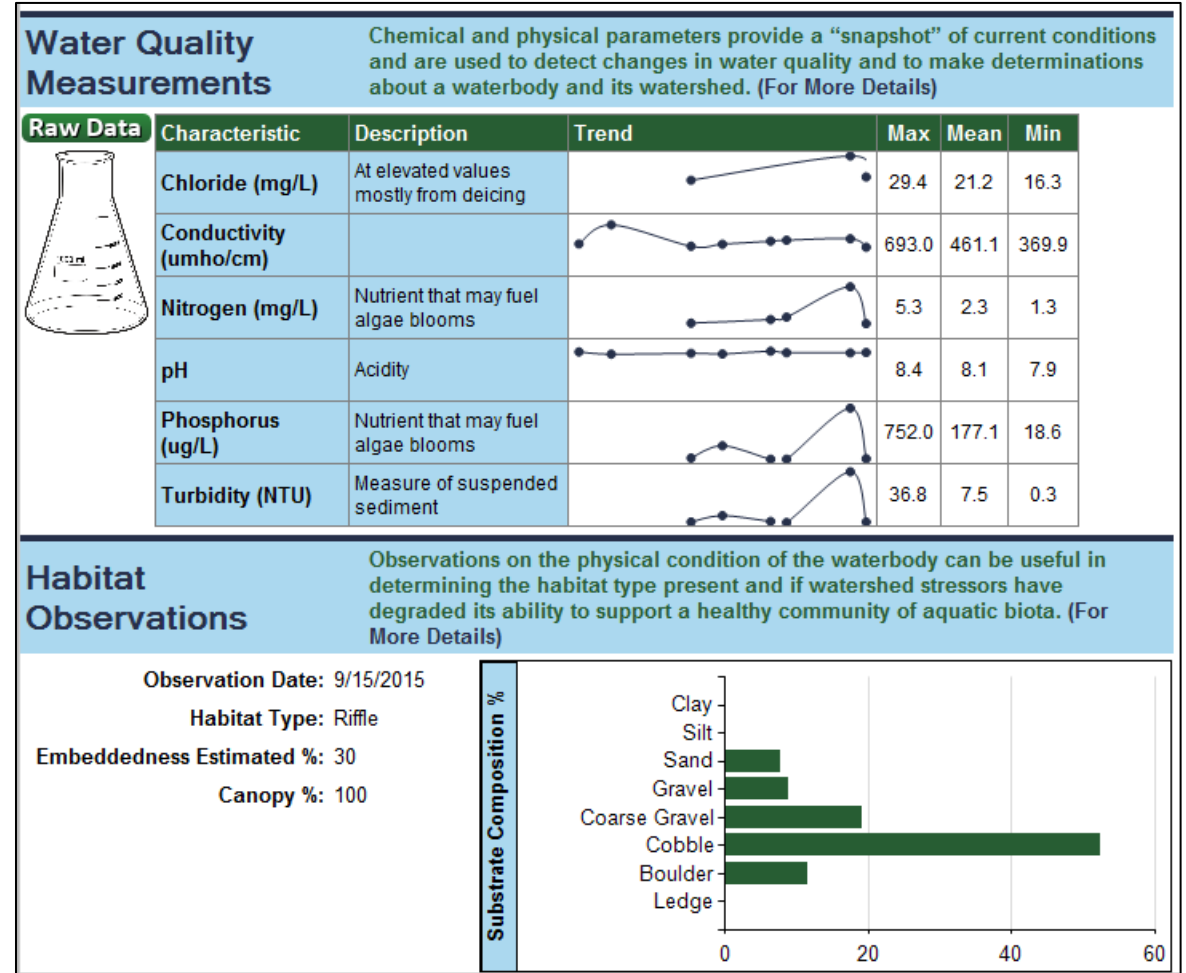 Water Quality
Measurements
Chemical and physical parameters provide a “snapshot” of current conditions
and are used to detect changes in water quality and to make determinations
about a waterbody and its watershed. (For More Details)
Raw Data
Characteristic Description Trend Max Mean Min
Chloride (mg/L) At elevated values
mostly from deicing 29.4 21.2 16.3
Conductivity
(umho/cm) 693.0 461.1 369.9
Nitrogen (mg/L) Nutrient that may fuel
algae blooms 5.3 2.3 1.3
pH Acidity 8.4 8.1 7.9
Phosphorus
(ug/L) Nutrient that may fuel
algae blooms 752.0 177.1 18.6
Turbidity (NTU) Measure of suspended
sediment 36.8 7.5 0.3
Habitat
Observations
Observations on the physical condition of the waterbody can be useful in
determining the habitat type present and if watershed stressors have
degraded its ability to support a healthy community of aquatic biota. (For
More Details)
Observation Date: 9/15/2015
Habitat Type: Riffle
Embeddedness Estimated %: 30
Canopy %: 100
Substrate Composition %
Clay
Silt
Sand
Gravel
Coarse Gravel
Cobble
Boulder
Ledge
0 20 40 60